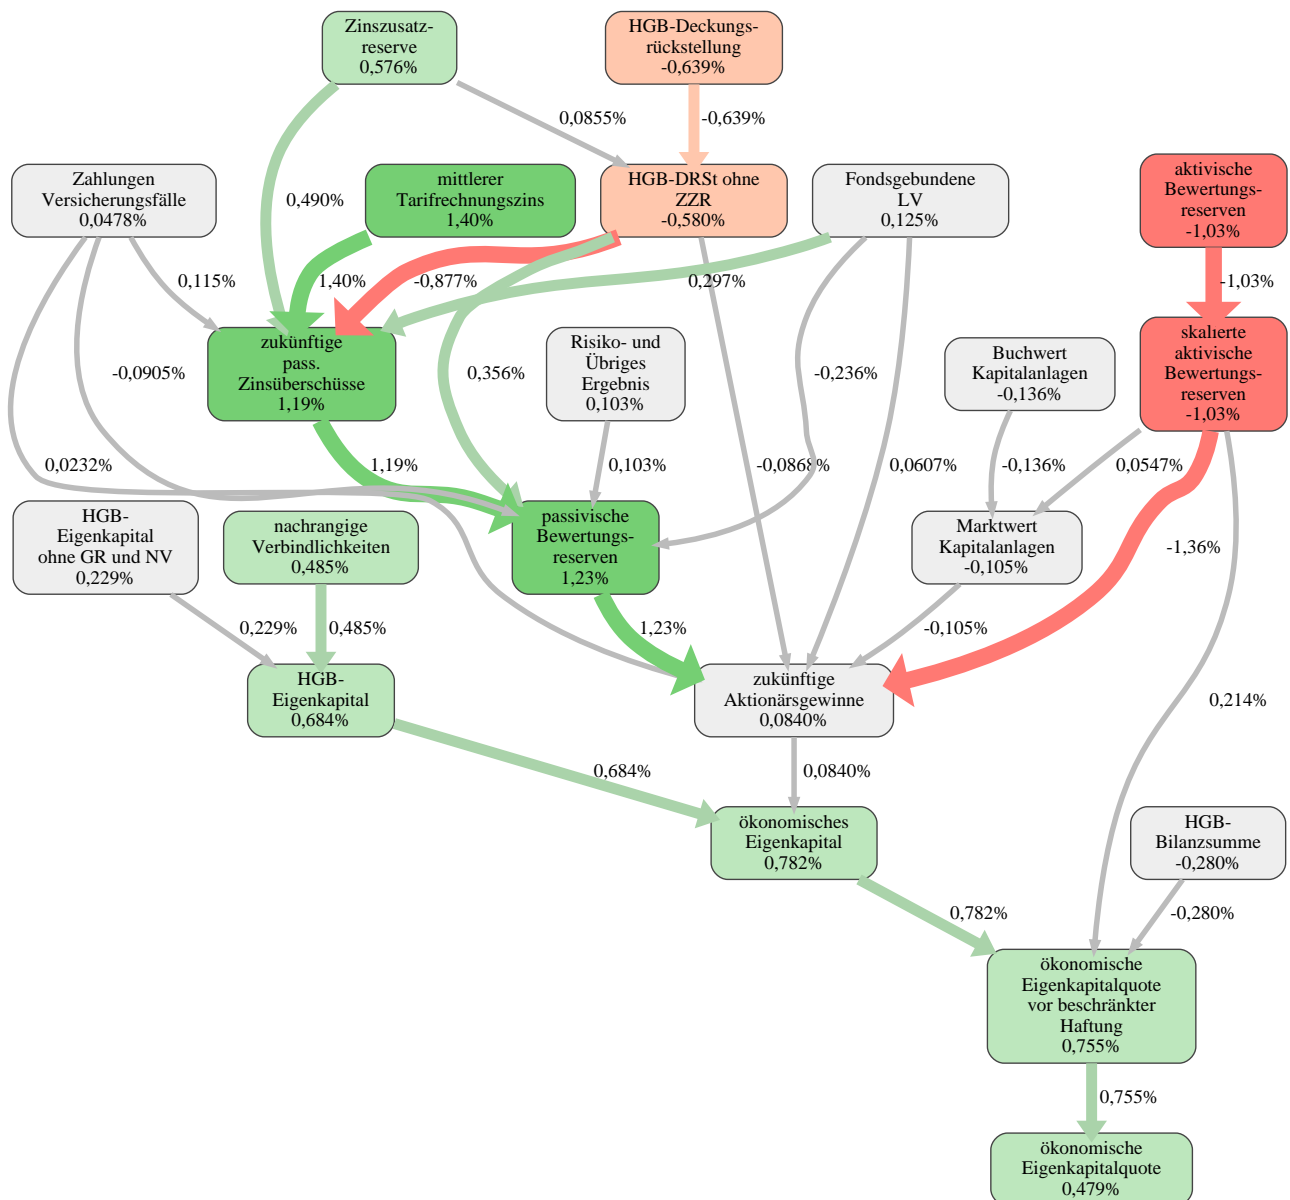 Zinszusatz-
reserve
0,576%
HGB-Deckungs-
rückstellung
-0,639%
0,0855%
-0,639%
Zahlungen
Versicherungsfälle
0,0478%
mittlerer
Tarifrechnungszins
1,40%
HGB-DRSt ohne
ZZR
-0,580%
Fondsgebundene
LV
0,125%
aktivische
Bewertungs-
reserven
-1,03%
0,490%
0,115%
1,40%
-0,877%
0,297%
-1,03%
zukünftige
pass.
Zinsüberschüsse
1,19%
Risiko- und
Übriges
Ergebnis
0,103%
Buchwert
Kapitalanlagen
-0,136%
skalierte
aktivische
Bewertungs-
reserven
-1,03%
-0,0905%
0,356%
-0,236%
0,0232%
1,19%
0,103%
-0,0868%
0,0607%
-0,136%
0,0547%
HGB-
Eigenkapital
ohne GR und NV
0,229%
nachrangige
Verbindlichkeiten
0,485%
passivische
Bewertungs-
reserven
1,23%
Marktwert
Kapitalanlagen
-0,105%
-1,36%
0,229%
0,485%
1,23%
-0,105%
HGB-
Eigenkapital
0,684%
zukünftige
Aktionärsgewinne
0,0840%
0,214%
0,684%
0,0840%
ökonomisches
Eigenkapital
0,782%
HGB-
Bilanzsumme
-0,280%
0,782%
-0,280%
ökonomische
Eigenkapitalquote
vor beschränkter
Haftung
0,755%
0,755%
ökonomische
Eigenkapitalquote
0,479%